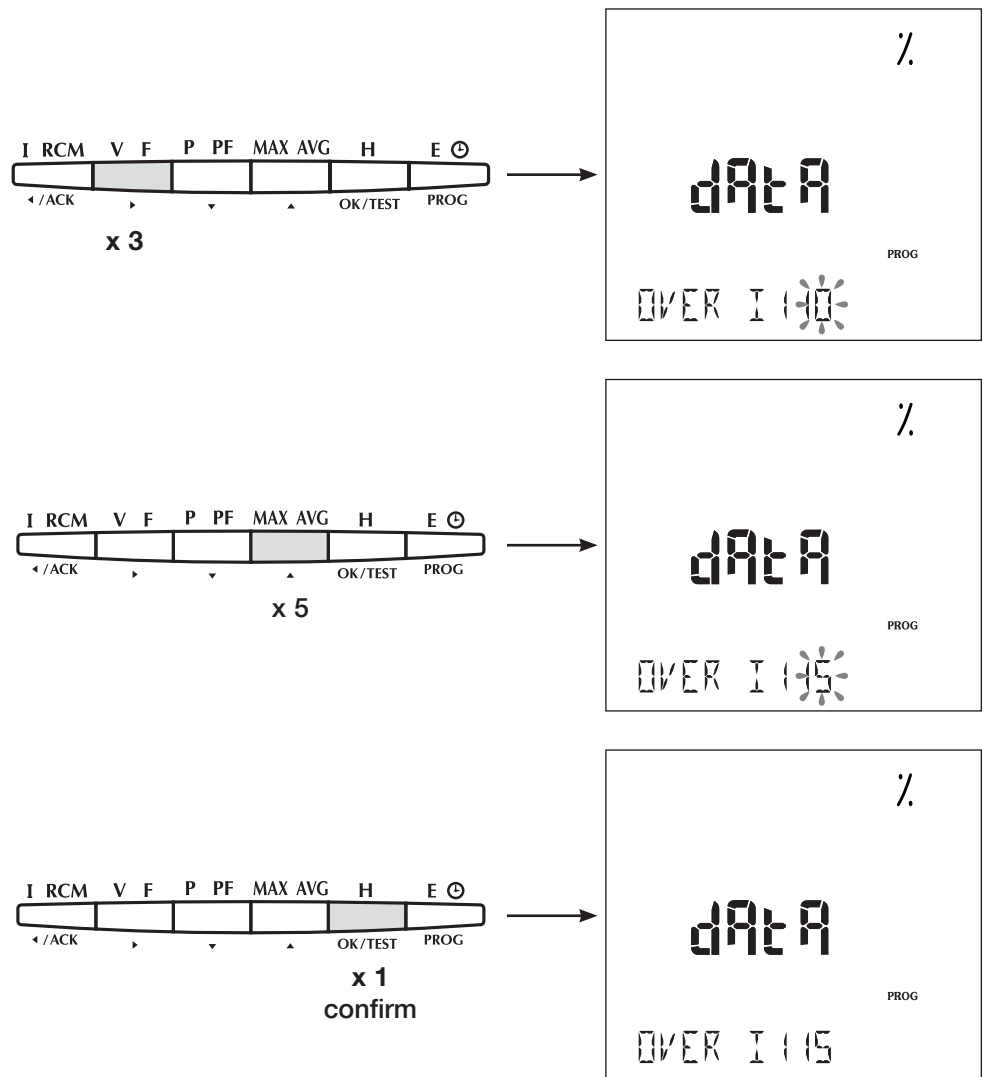 %
I RCM V F P PF MAX AVG H E
/ACK OK/TEST PROG
x 3
dAtA
PROG
OVER I 110
%
I RCM V F P PF MAX AVG H E
/ACK OK/TEST PROG
x 5
dAtA
PROG
OVER I 115
%
I RCM V F P PF MAX AVG H E
/ACK OK/TEST PROG
x 1
confirm
dAtA
PROG
OVER I 115